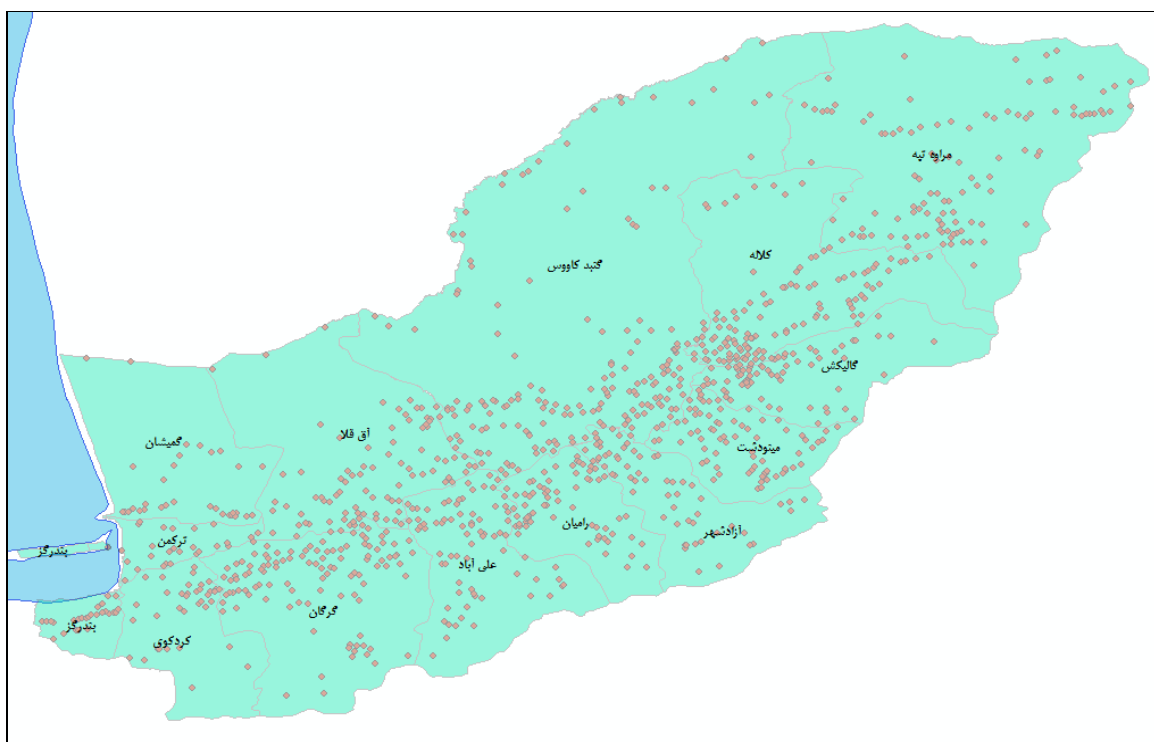 مراوه تپه
کلاله
گنبد کاووس
گالیکش
آق قلا
گمیشان
مینودشت
رامیان
آزادشهر
ترکمن
بندرگز
علی آباد
گرگان
بندرگز
کردکوی